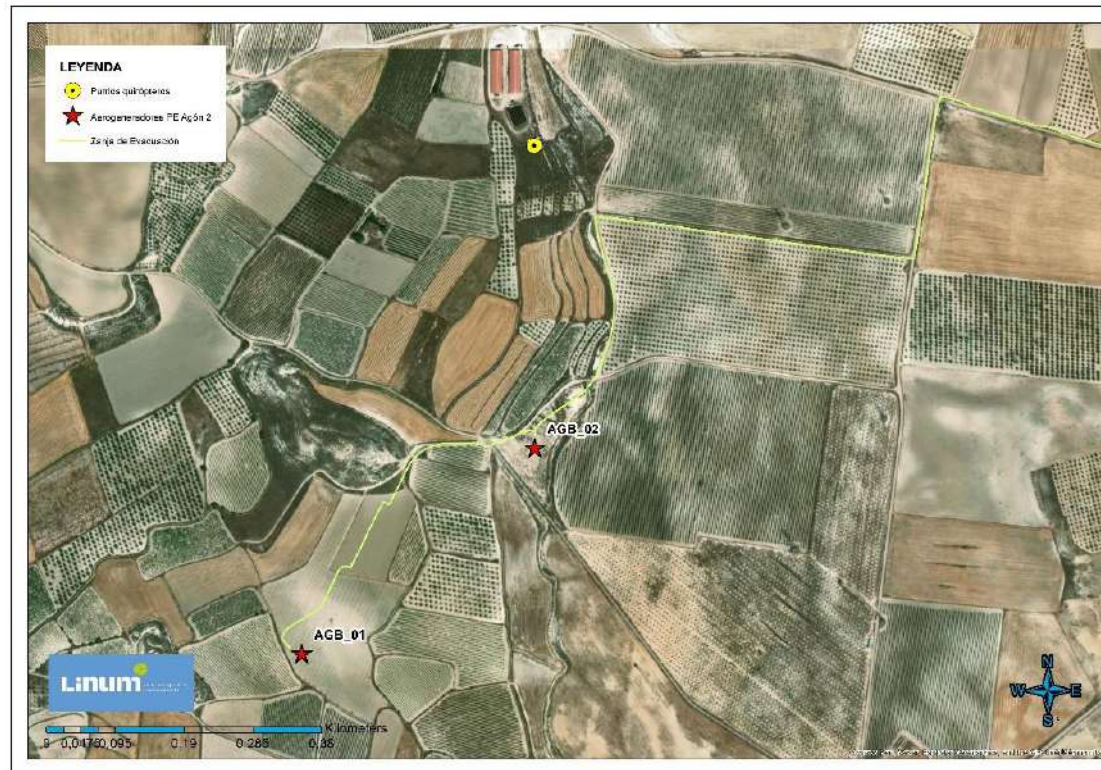 LEYENDA
Puntos quirópteros
Aerogeneradores PE Agón 2
Zanja de Evacuación
AGB_02
AGB_01
Linum
Kilometers
0 0,0475 0,095 0.19 0.285 0.38
N
W E
S